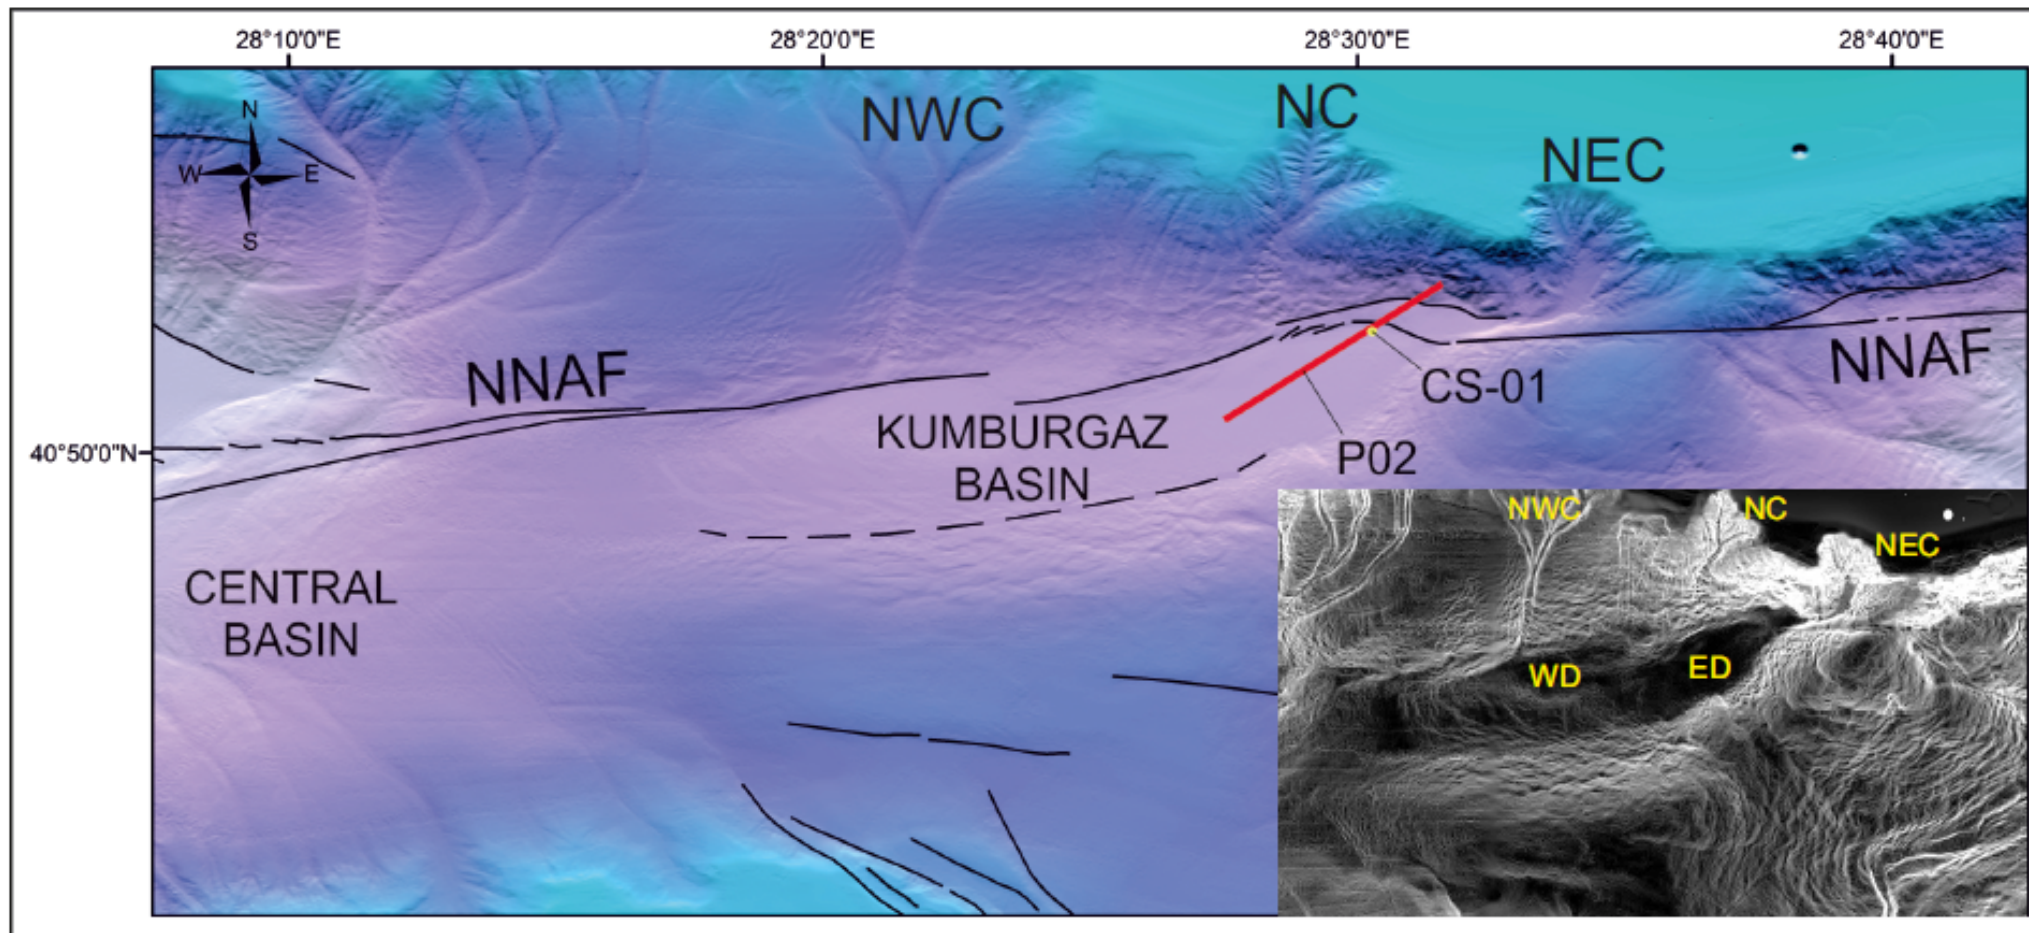 28°10'0"E
28°20'0"E
28°30'0"E
28°40'0"E
N
W
E
S
NWC
NC
NEC
NNAF
NNAF
CS-01
P02
KUMBURGAZ
BASIN
40°50'0"N
CENTRAL
BASIN
NWC
NC
NEC
WD
ED